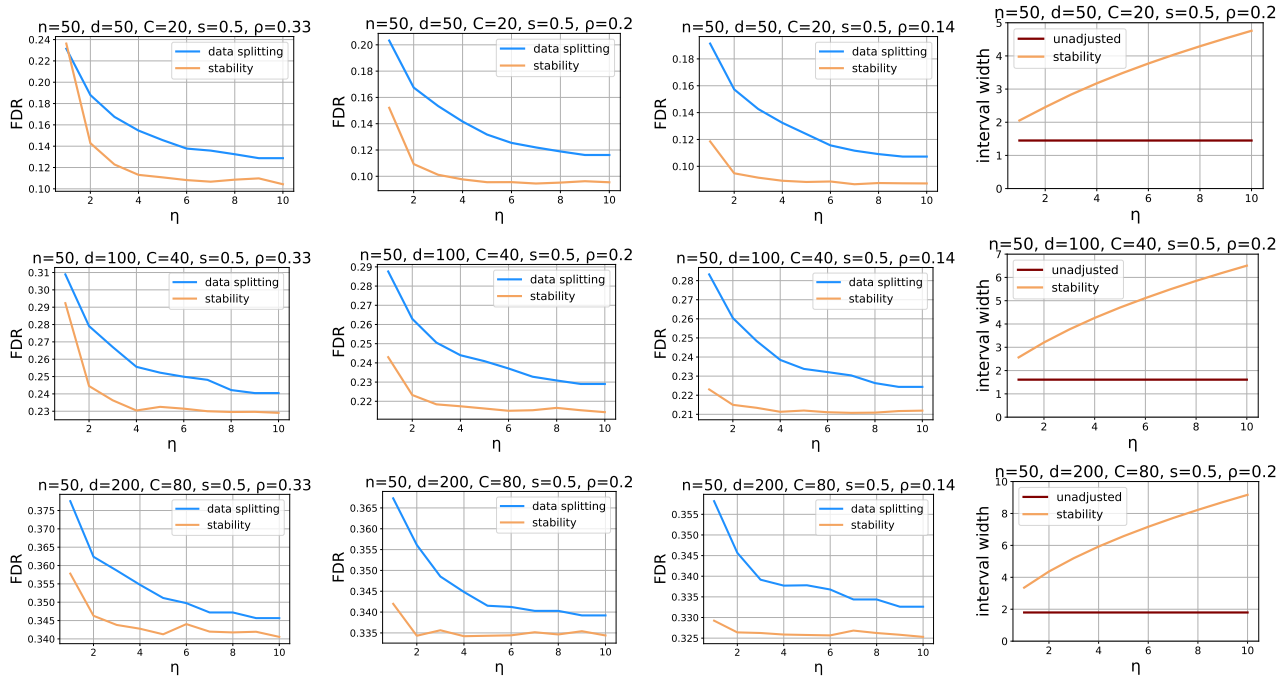 n=50, d=50, C=20, s=0.5, ρ=0.33
0.24
0.22
0.20
0.18
0.16
0.14
0.12
0.10
FDR
data splitting
stability
2 4 6 8 10
η
n=50, d=50, C=20, s=0.5, ρ=0.2
0.20
0.18
0.16
0.14
0.12
0.10
FDR
data splitting
stability
2 4 6 8 10
η
n=50, d=50, C=20, s=0.5, ρ=0.14
0.18
0.16
0.14
0.12
0.10
FDR
data splitting
stability
2 4 6 8 10
η
n=50, d=50, C=20, s=0.5, ρ=0.2
5
4
3
2
1
0
interval width
unadjusted
stability
2 4 6 8 10
η
n=50, d=100, C=40, s=0.5, ρ=0.33
0.31
0.30
0.29
0.28
0.27
0.26
0.25
0.24
0.23
FDR
data splitting
stability
2 4 6 8 10
η
n=50, d=100, C=40, s=0.5, ρ=0.2
0.29
0.28
0.27
0.26
0.25
0.24
0.23
0.22
FDR
data splitting
stability
2 4 6 8 10
η
n=50, d=100, C=40, s=0.5, ρ=0.14
0.28
0.27
0.26
0.25
0.24
0.23
0.22
0.21
FDR
data splitting
stability
2 4 6 8 10
η
n=50, d=100, C=40, s=0.5, ρ=0.2
7
6
5
4
3
2
1
0
interval width
unadjusted
stability
2 4 6 8 10
η
n=50, d=200, C=80, s=0.5, ρ=0.33
0.375
0.370
0.365
0.360
0.355
0.350
0.345
0.340
FDR
data splitting
stability
2 4 6 8 10
η
n=50, d=200, C=80, s=0.5, ρ=0.2
0.365
0.360
0.355
0.350
0.345
0.340
0.335
FDR
data splitting
stability
2 4 6 8 10
η
n=50, d=200, C=80, s=0.5, ρ=0.14
0.355
0.350
0.345
0.340
0.335
0.330
0.325
FDR
data splitting
stability
2 4 6 8 10
η
n=50, d=200, C=80, s=0.5, ρ=0.2
10
8
6
4
2
0
interval width
unadjusted
stability
2 4 6 8 10
η